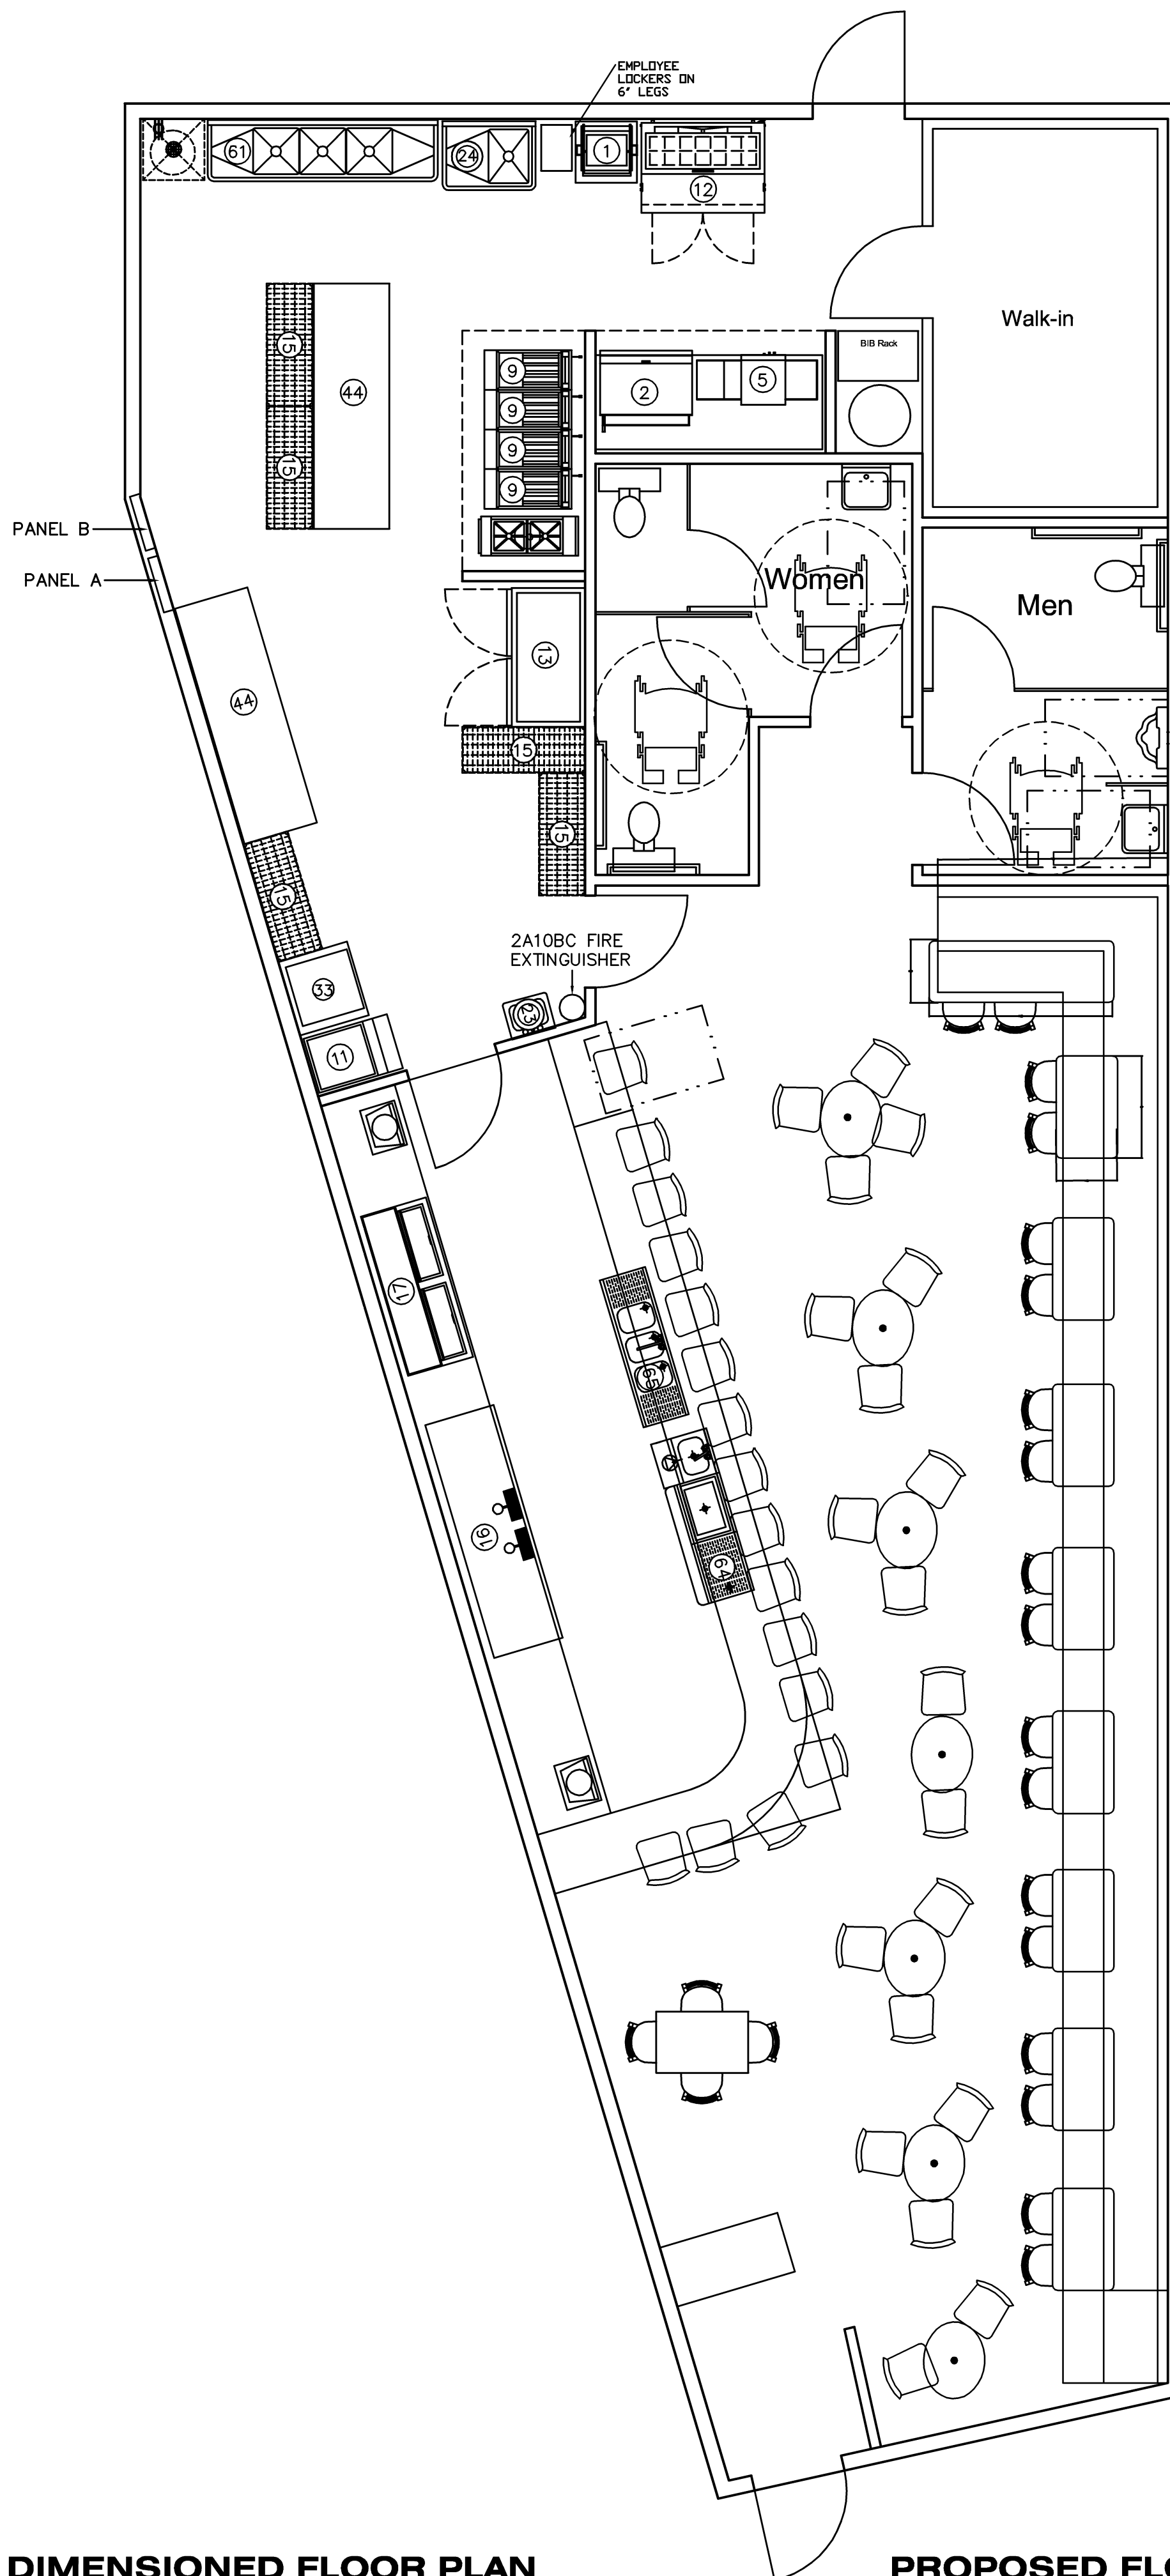 EMPLOYEE
LOCKERS ON
6" LEGS
61
24
1
12
Walk-in
BIB Rack
15
44
9
2
5
9
9
15
9
PANEL B
PANEL A
Women
Men
13
44
15
15
15
2A10BC FIRE
EXTINGUISHER
33
23
11
17
65
16
64
DIMENSIONED FLOOR PLAN
PROPOSED FLO